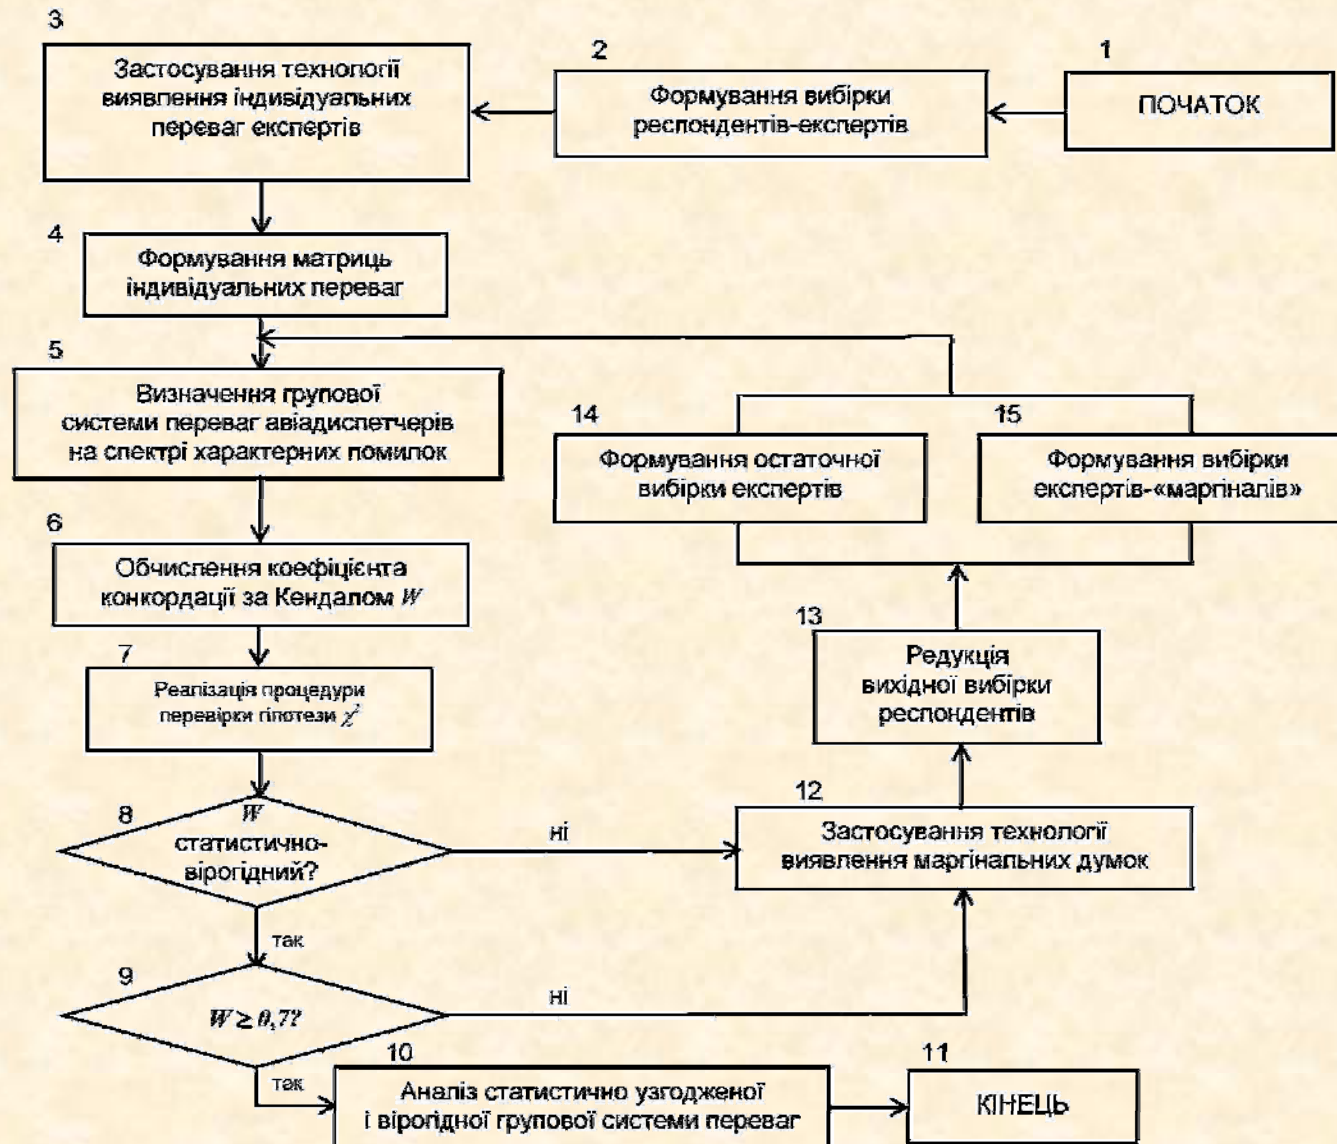 1
ПОЧАТОК
2
Формування вибірки
респондентів-експертів
3
Застосування технології
виявлення індивідуальних
переваг експертів
4
Формування матриць
індивідуальних переваг
5
Визначення групової
системи переваг авіадиспетчерів
на спектрі характерних помилок
6
Обчислення коефіцієнта
конкордації за Кендалом W
7
Реалізація процедури
перевірки гіпотези χ²
8
W
статистично-
вірогідний?
ні
так
9
W ≥ 0,7?
ні
так
10
Аналіз статистично узгодженої
і вірогідної групової системи переваг
11
КІНЕЦЬ
12
Застосування технології
виявлення маргінальних думок
13
Редукція
вихідної вибірки
респондентів
14
Формування остаточної
вибірки експертів
15
Формування вибірки
експертів-«маргіналів»